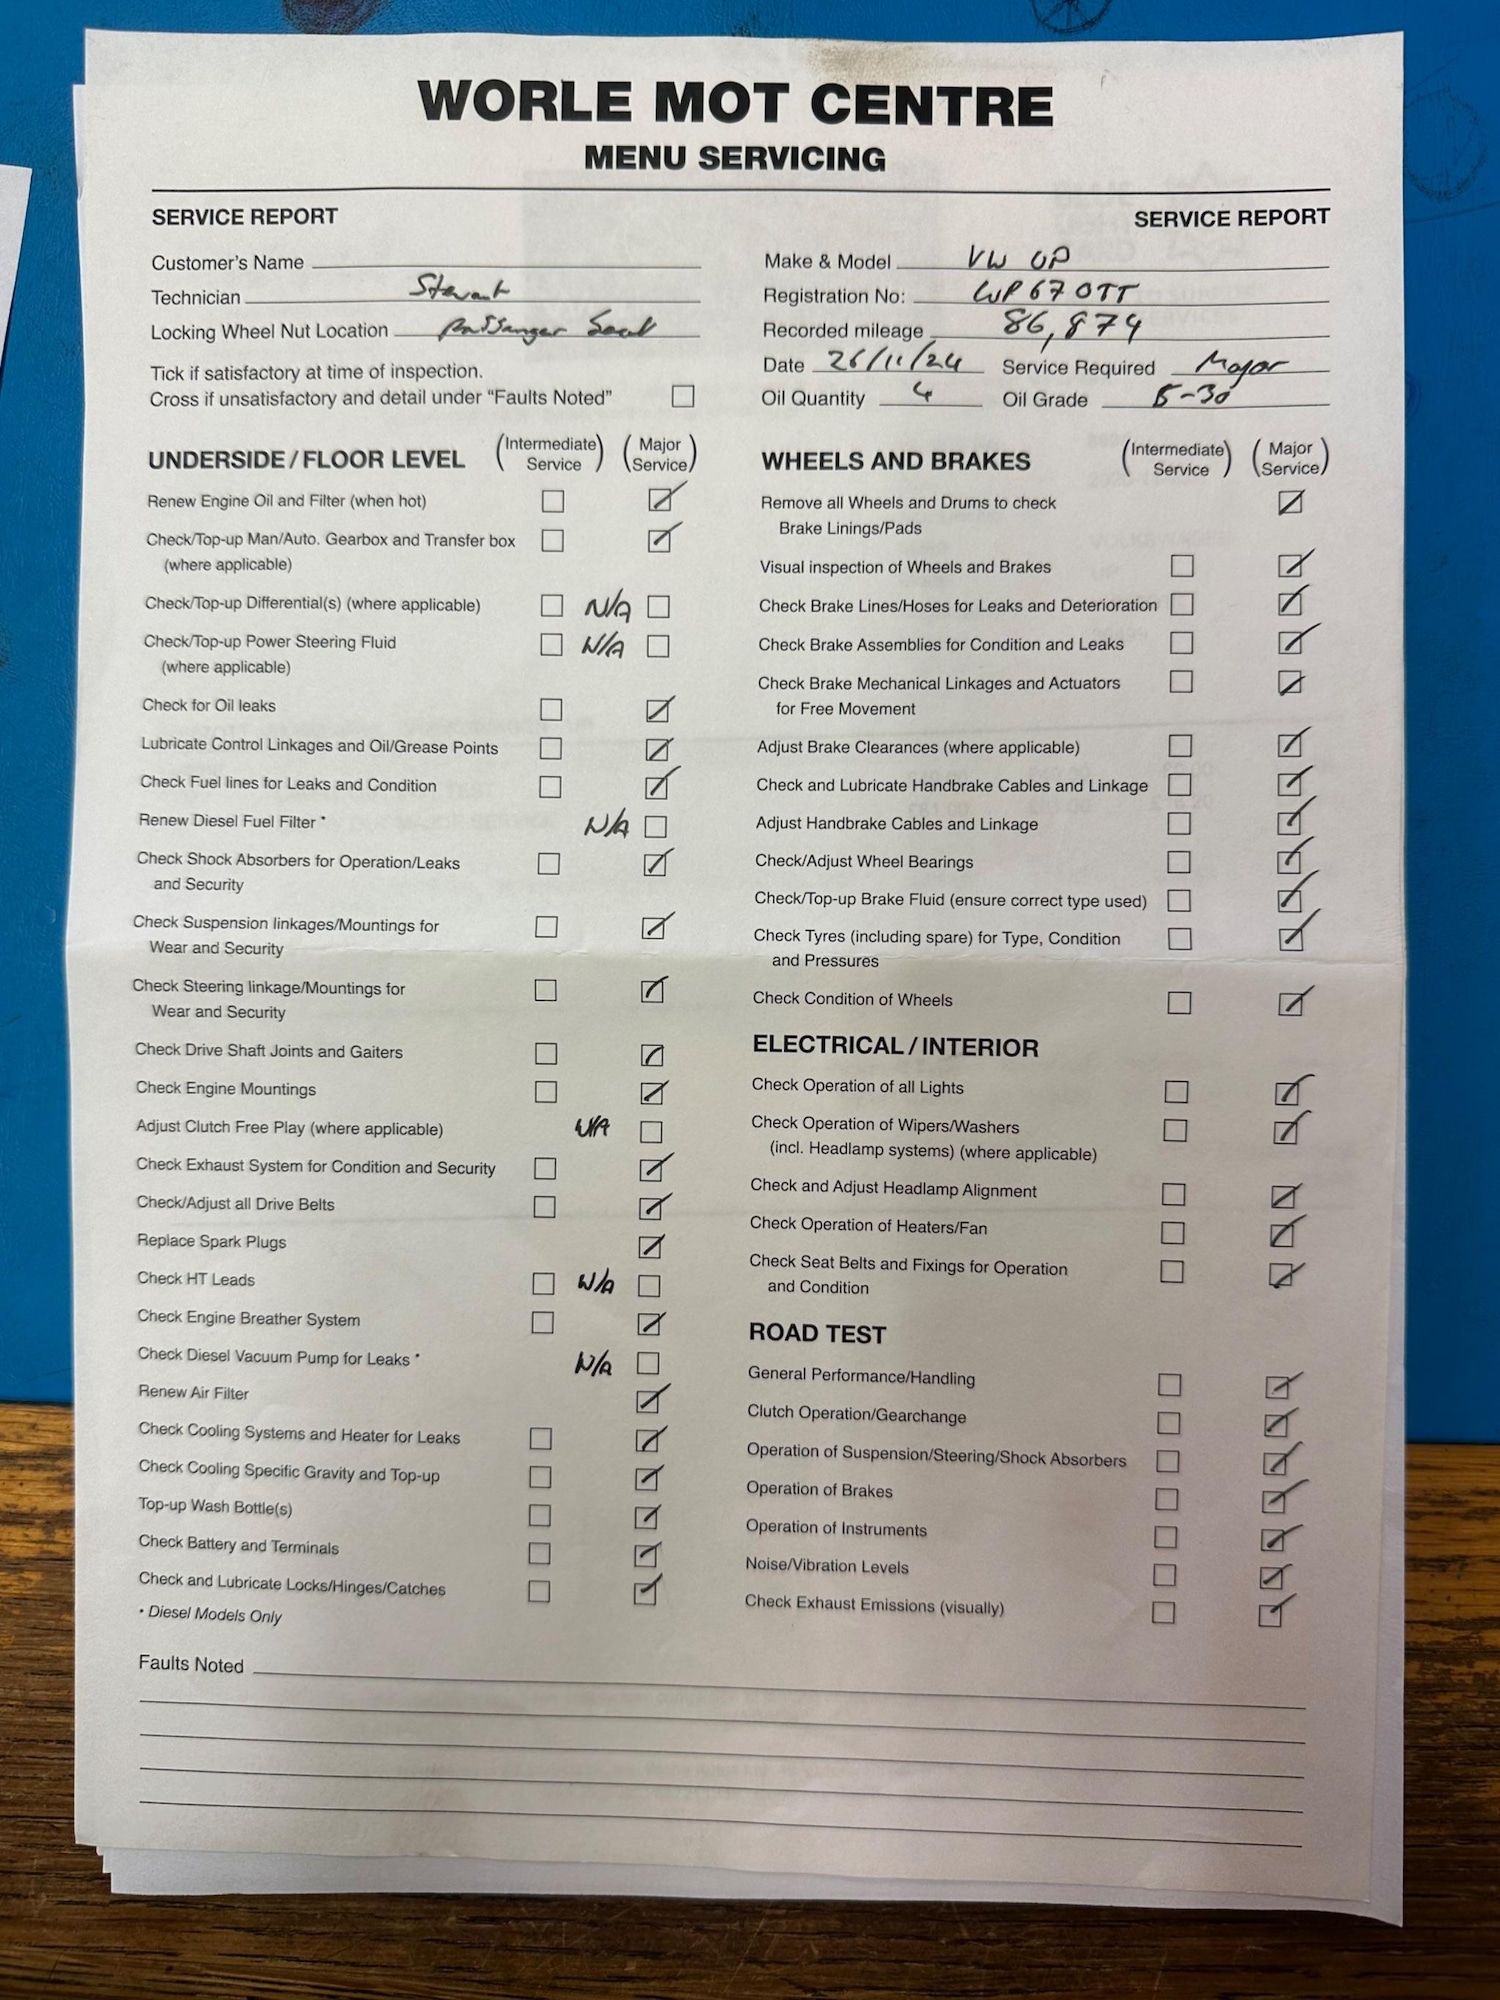 WORLE MOT CENTRE
MENU SERVICING
SERVICE REPORT
SERVICE REPORT
Customer's Name
Technician Stewart
Locking Wheel Nut Location Passanger Seat
Tick if satisfactory at time of inspection.
Cross if unsatisfactory and detail under "Faults Noted"
Make & Model VW UP
Registration No: WP67 OTT
Recorded mileage 86,874
Date 26/11/24 Service Required Major
Oil Quantity 4 Oil Grade 5-30
UNDERSIDE / FLOOR LEVEL (Intermediate Service) (Major Service)
Renew Engine Oil and Filter (when hot)
Check/Top-up Man/Auto. Gearbox and Transfer box
(where applicable)
Check/Top-up Differential(s) (where applicable) N/A
Check/Top-up Power Steering Fluid N/A
(where applicable)
Check for Oil leaks
Lubricate Control Linkages and Oil/Grease Points
Check Fuel lines for Leaks and Condition
Renew Diesel Fuel Filter * N/A
Check Shock Absorbers for Operation/Leaks
and Security
Check Suspension linkages/Mountings for
Wear and Security
Check Steering linkage/Mountings for
Wear and Security
Check Drive Shaft Joints and Gaiters
Check Engine Mountings
Adjust Clutch Free Play (where applicable) N/A
Check Exhaust System for Condition and Security
Check/Adjust all Drive Belts
Replace Spark Plugs
Check HT Leads N/A
Check Engine Breather System
Check Diesel Vacuum Pump for Leaks * N/A
Renew Air Filter
Check Cooling Systems and Heater for Leaks
Check Cooling Specific Gravity and Top-up
Top-up Wash Bottle(s)
Check Battery and Terminals
Check and Lubricate Locks/Hinges/Catches
* Diesel Models Only
WHEELS AND BRAKES (Intermediate Service) (Major Service)
Remove all Wheels and Drums to check
Brake Linings/Pads
Visual inspection of Wheels and Brakes
Check Brake Lines/Hoses for Leaks and Deterioration
Check Brake Assemblies for Condition and Leaks
Check Brake Mechanical Linkages and Actuators
for Free Movement
Adjust Brake Clearances (where applicable)
Check and Lubricate Handbrake Cables and Linkage
Adjust Handbrake Cables and Linkage
Check/Adjust Wheel Bearings
Check/Top-up Brake Fluid (ensure correct type used)
Check Tyres (including spare) for Type, Condition
and Pressures
Check Condition of Wheels
ELECTRICAL / INTERIOR
Check Operation of all Lights
Check Operation of Wipers/Washers
(incl. Headlamp systems) (where applicable)
Check and Adjust Headlamp Alignment
Check Operation of Heaters/Fan
Check Seat Belts and Fixings for Operation
and Condition
ROAD TEST
General Performance/Handling
Clutch Operation/Gearchange
Operation of Suspension/Steering/Shock Absorbers
Operation of Brakes
Operation of Instruments
Noise/Vibration Levels
Check Exhaust Emissions (visually)
Faults Noted